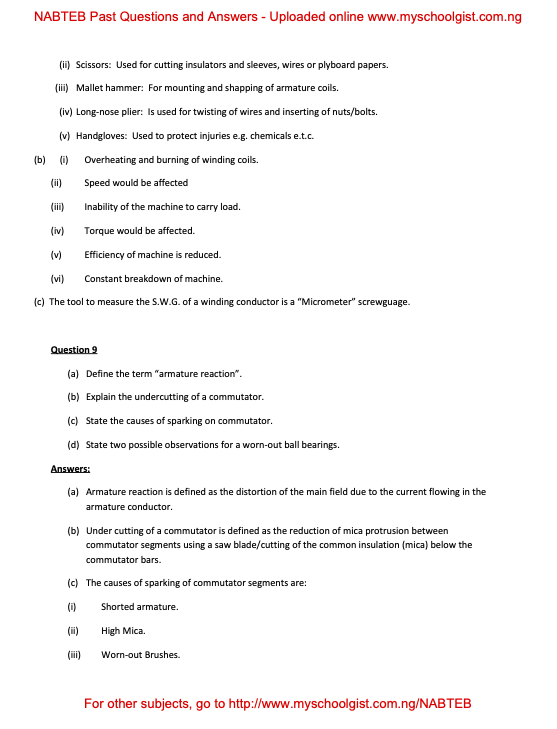 NABTEB Past Questions and Answers - Uploaded online www.myschoolgist.com.ng
(ii) Scissors: Used for cutting insulators and sleeves, wires or plyboard papers.
(iii) Mallet hammer: For mounting and shapping of armature coils.
(iv) Long-nose plier: Is used for twisting of wires and inserting of nuts/bolts.
(v) Handgloves: Used to protect injuries e.g. chemicals e.t.c.
(b) (i) Overheating and burning of winding coils.
(ii) Speed would be affected
(iii) Inability of the machine to carry load.
(iv) Torque would be affected.
(v) Efficiency of machine is reduced.
(vi) Constant breakdown of machine.
(c) The tool to measure the S.W.G. of a winding conductor is a “Micrometer” screwguage.
Question 9
(a) Define the term “armature reaction”.
(b) Explain the undercutting of a commutator.
(c) State the causes of sparking on commutator.
(d) State two possible observations for a worn-out ball bearings.
Answers:
(a) Armature reaction is defined as the distortion of the main field due to the current flowing in the
armature conductor.
(b) Under cutting of a commutator is defined as the reduction of mica protrusion between
commutator segments using a saw blade/cutting of the common insulation (mica) below the
commutator bars.
(c) The causes of sparking of commutator segments are:
(i) Shorted armature.
(ii) High Mica.
(iii) Worn-out Brushes.
For other subjects, go to http://www.myschoolgist.com.ng/NABTEB